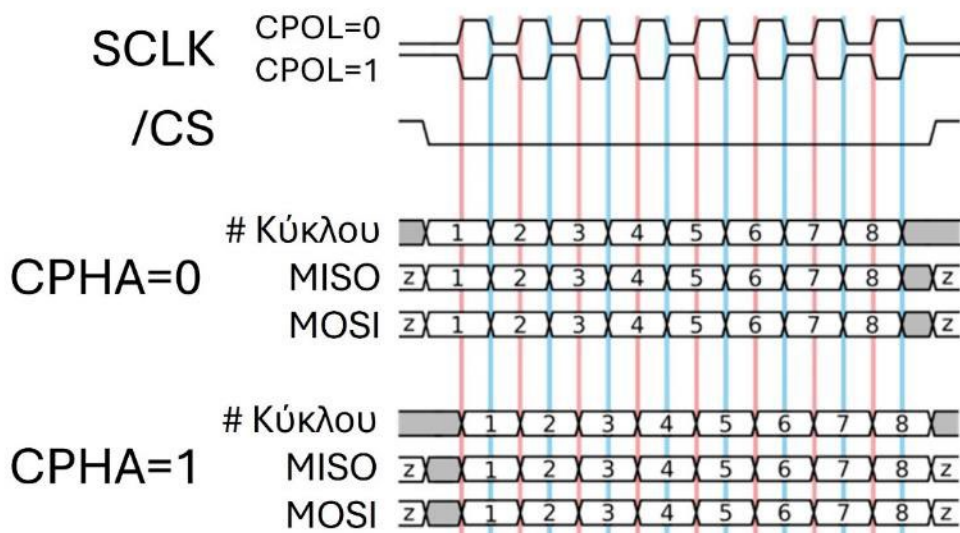 SCLK CPOL=0
CPOL=1
/CS
# Κύκλου 1 2 3 4 5 6 7 8
CPHA=0 MISO z 1 2 3 4 5 6 7 8 z
MOSI z 1 2 3 4 5 6 7 8 z
# Κύκλου 1 2 3 4 5 6 7 8
CPHA=1 MISO z 1 2 3 4 5 6 7 8 z
MOSI z 1 2 3 4 5 6 7 8 z